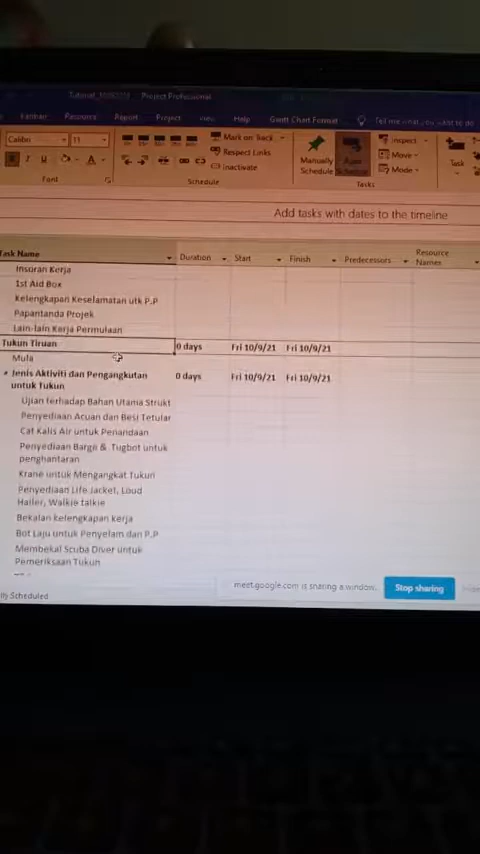 Tutorial_10092021 - Project Professional
Kanban Resource Report Project View Help Gantt Chart Format Tell me what you want to do
Calibri 11
B I U A
Mark on Track
Respect Links
Inactivate
Manually Schedule
Auto Schedule
Inspect
Move
Mode
Task
Font Schedule Tasks
Add tasks with dates to the timeline
Task Name Duration Start Finish Predecessors Resource Names
Insuran Kerja
1st Aid Box
Kelengkapan Keselamatan utk P.P
Papantanda Projek
Lain-lain Kerja Permulaan
Tukun Tiruan 0 days Fri 10/9/21 Fri 10/9/21
Mula
Jenis Aktiviti dan Pengangkutan 0 days Fri 10/9/21 Fri 10/9/21
untuk Tukun
Ujian terhadap Bahan Utama Strukt
Penyediaan Acuan dan Besi Tetular
Cat Kalis Air untuk Penandaan
Penyediaan Barge & Tugbot untuk
penghantaran
Krane untuk Mengangkat Tukun
Penyediaan Life Jacket, Loud
Hailer, Walkie talkie
Bekalan kelengkapan kerja
Bot Laju untuk Penyelam dan P.P
Membekal Scuba Diver untuk
Pemeriksaan Tukun
meet.google.com is sharing a window.
Stop sharing
lly Scheduled